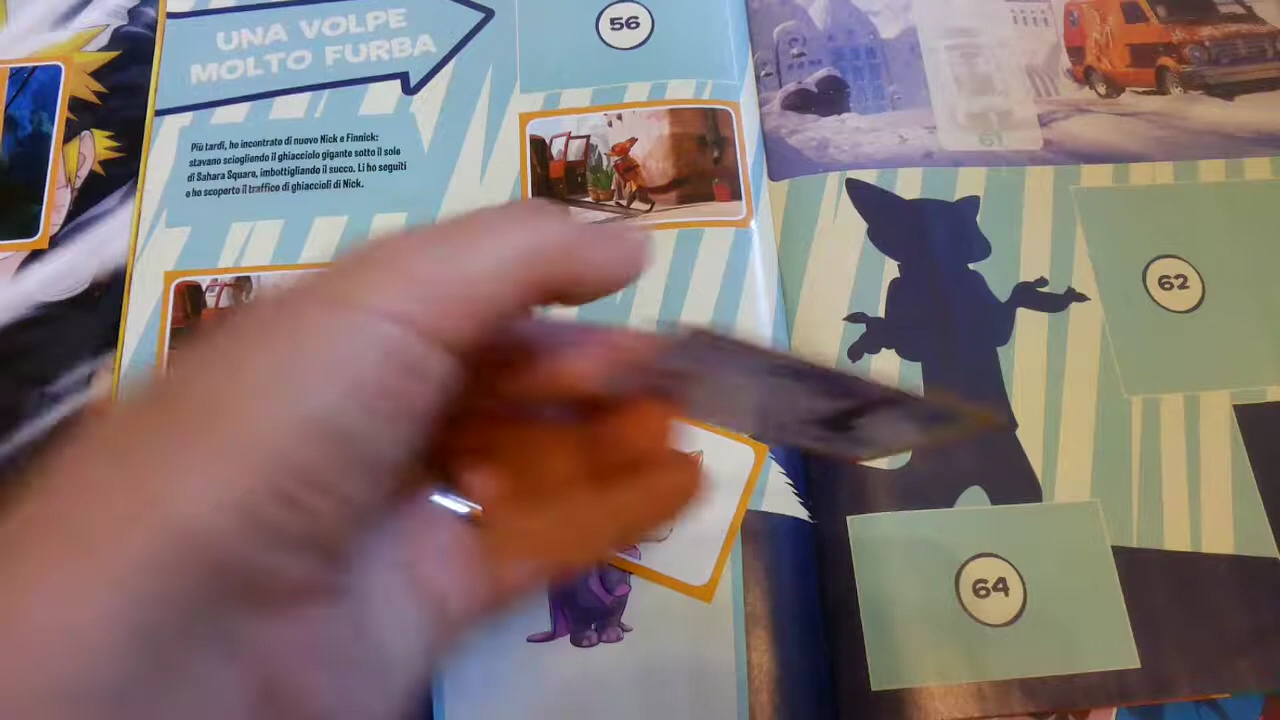 UNA VOLPE
MOLTO FURBA
56
Più tardi, ho incontrato di nuovo Nick e Finnick:
stavano sciogliendo il ghiacciolo gigante sotto il sole
di Sahara Square, imbottigliando il succo. Li ho seguiti
e ho scoperto il traffico di ghiaccioli di Nick.
61
62
64